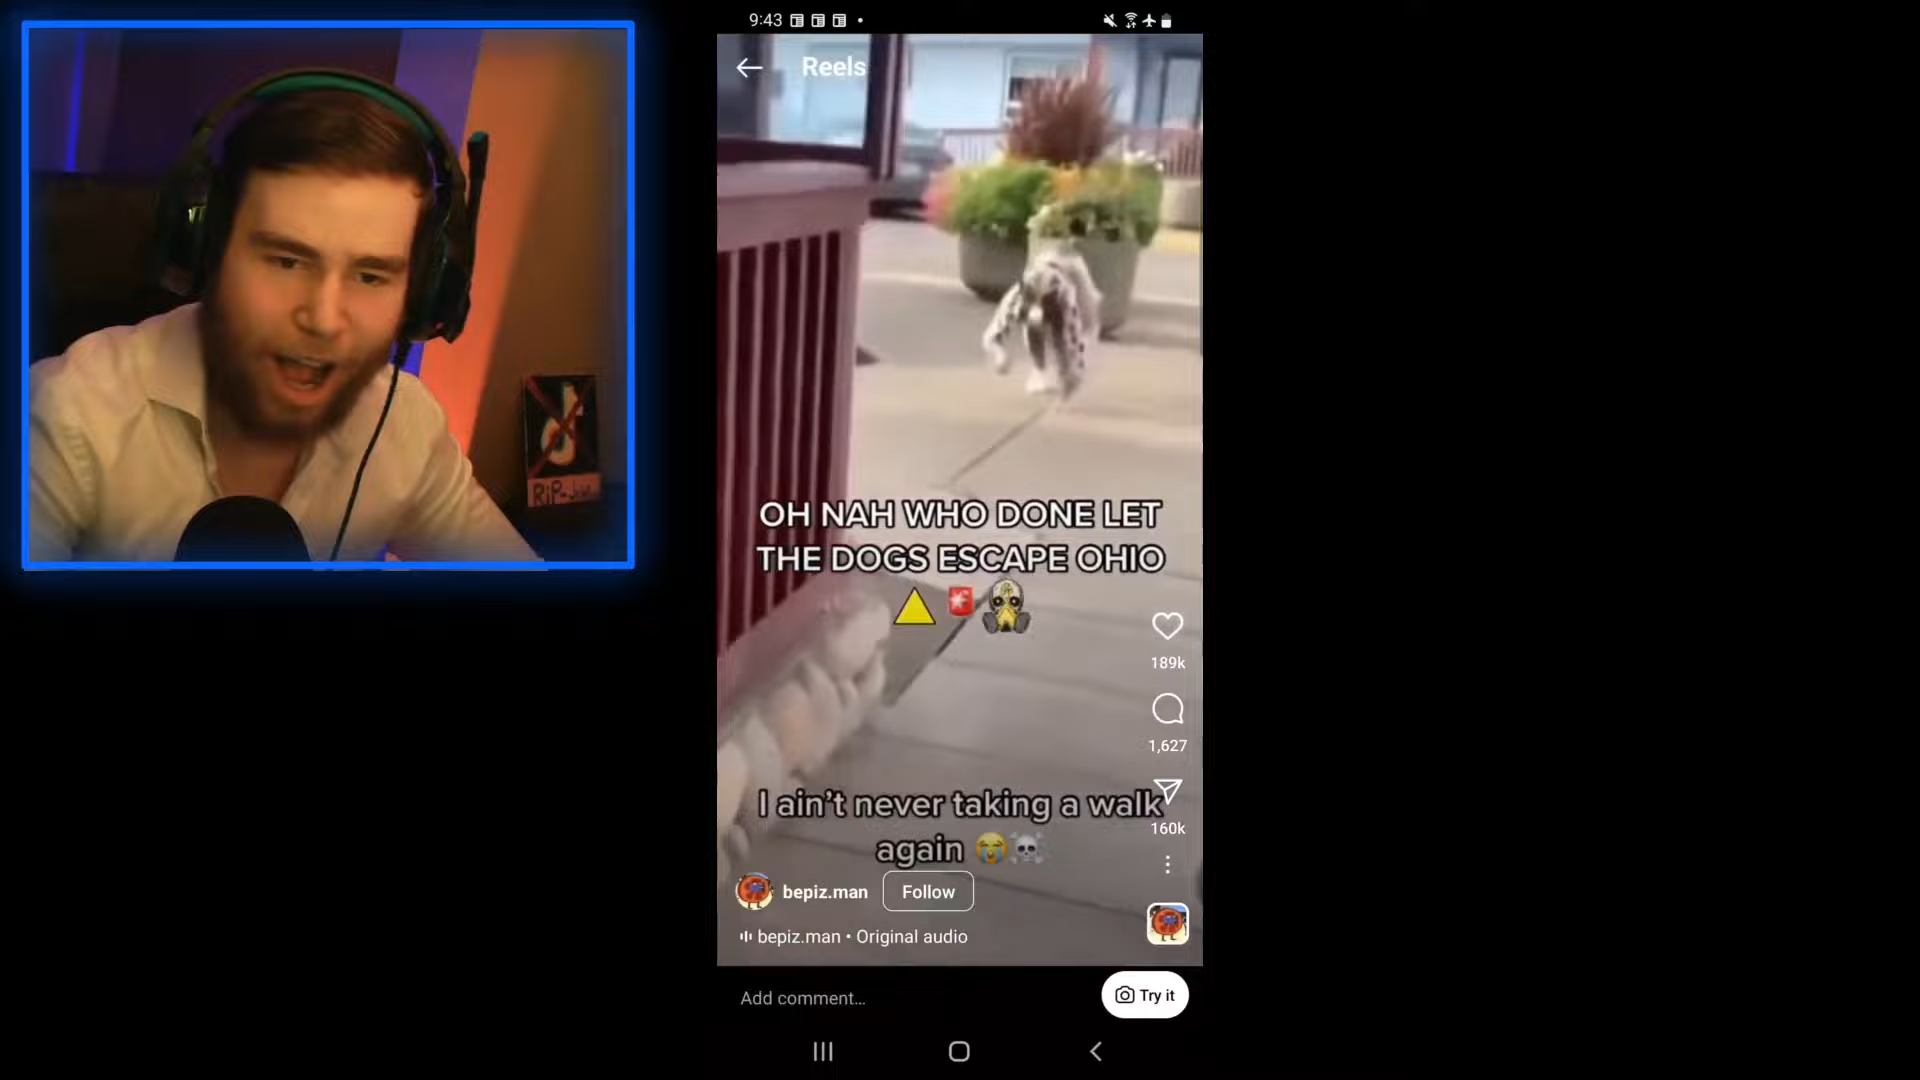 9:43
Reels
OH NAH WHO DONE LET
THE DOGS ESCAPE OHIO
189k
1,627
I ain't never taking a walk
again 😭☠️
160k
bepiz.man
Follow
bepiz.man • Original audio
Add comment...
Try it
RiP